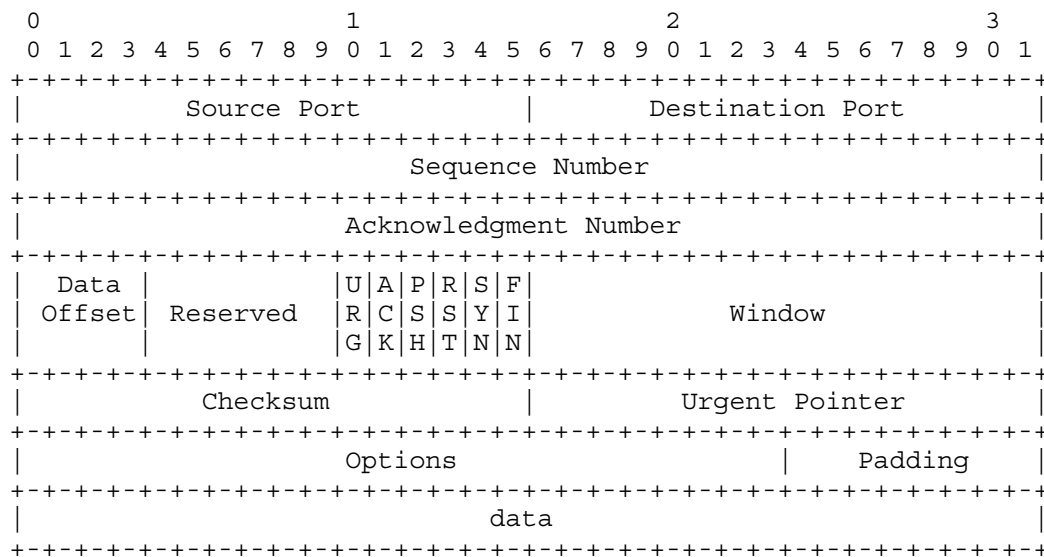 0                   1                   2                   3
 0 1 2 3 4 5 6 7 8 9 0 1 2 3 4 5 6 7 8 9 0 1 2 3 4 5 6 7 8 9 0 1
+-+-+-+-+-+-+-+-+-+-+-+-+-+-+-+-+-+-+-+-+-+-+-+-+-+-+-+-+-+-+-+-+
|          Source Port          |       Destination Port        |
+-+-+-+-+-+-+-+-+-+-+-+-+-+-+-+-+-+-+-+-+-+-+-+-+-+-+-+-+-+-+-+-+
|                        Sequence Number                        |
+-+-+-+-+-+-+-+-+-+-+-+-+-+-+-+-+-+-+-+-+-+-+-+-+-+-+-+-+-+-+-+-+
|                    Acknowledgment Number                      |
+-+-+-+-+-+-+-+-+-+-+-+-+-+-+-+-+-+-+-+-+-+-+-+-+-+-+-+-+-+-+-+-+
|  Data |           |U|A|P|R|S|F|                               |
| Offset| Reserved  |R|C|S|S|Y|I|            Window             |
|       |           |G|K|H|T|N|N|                               |
+-+-+-+-+-+-+-+-+-+-+-+-+-+-+-+-+-+-+-+-+-+-+-+-+-+-+-+-+-+-+-+-+
|           Checksum            |         Urgent Pointer        |
+-+-+-+-+-+-+-+-+-+-+-+-+-+-+-+-+-+-+-+-+-+-+-+-+-+-+-+-+-+-+-+-+
|                    Options                    |    Padding    |
+-+-+-+-+-+-+-+-+-+-+-+-+-+-+-+-+-+-+-+-+-+-+-+-+-+-+-+-+-+-+-+-+
|                             data                              |
+-+-+-+-+-+-+-+-+-+-+-+-+-+-+-+-+-+-+-+-+-+-+-+-+-+-+-+-+-+-+-+-+